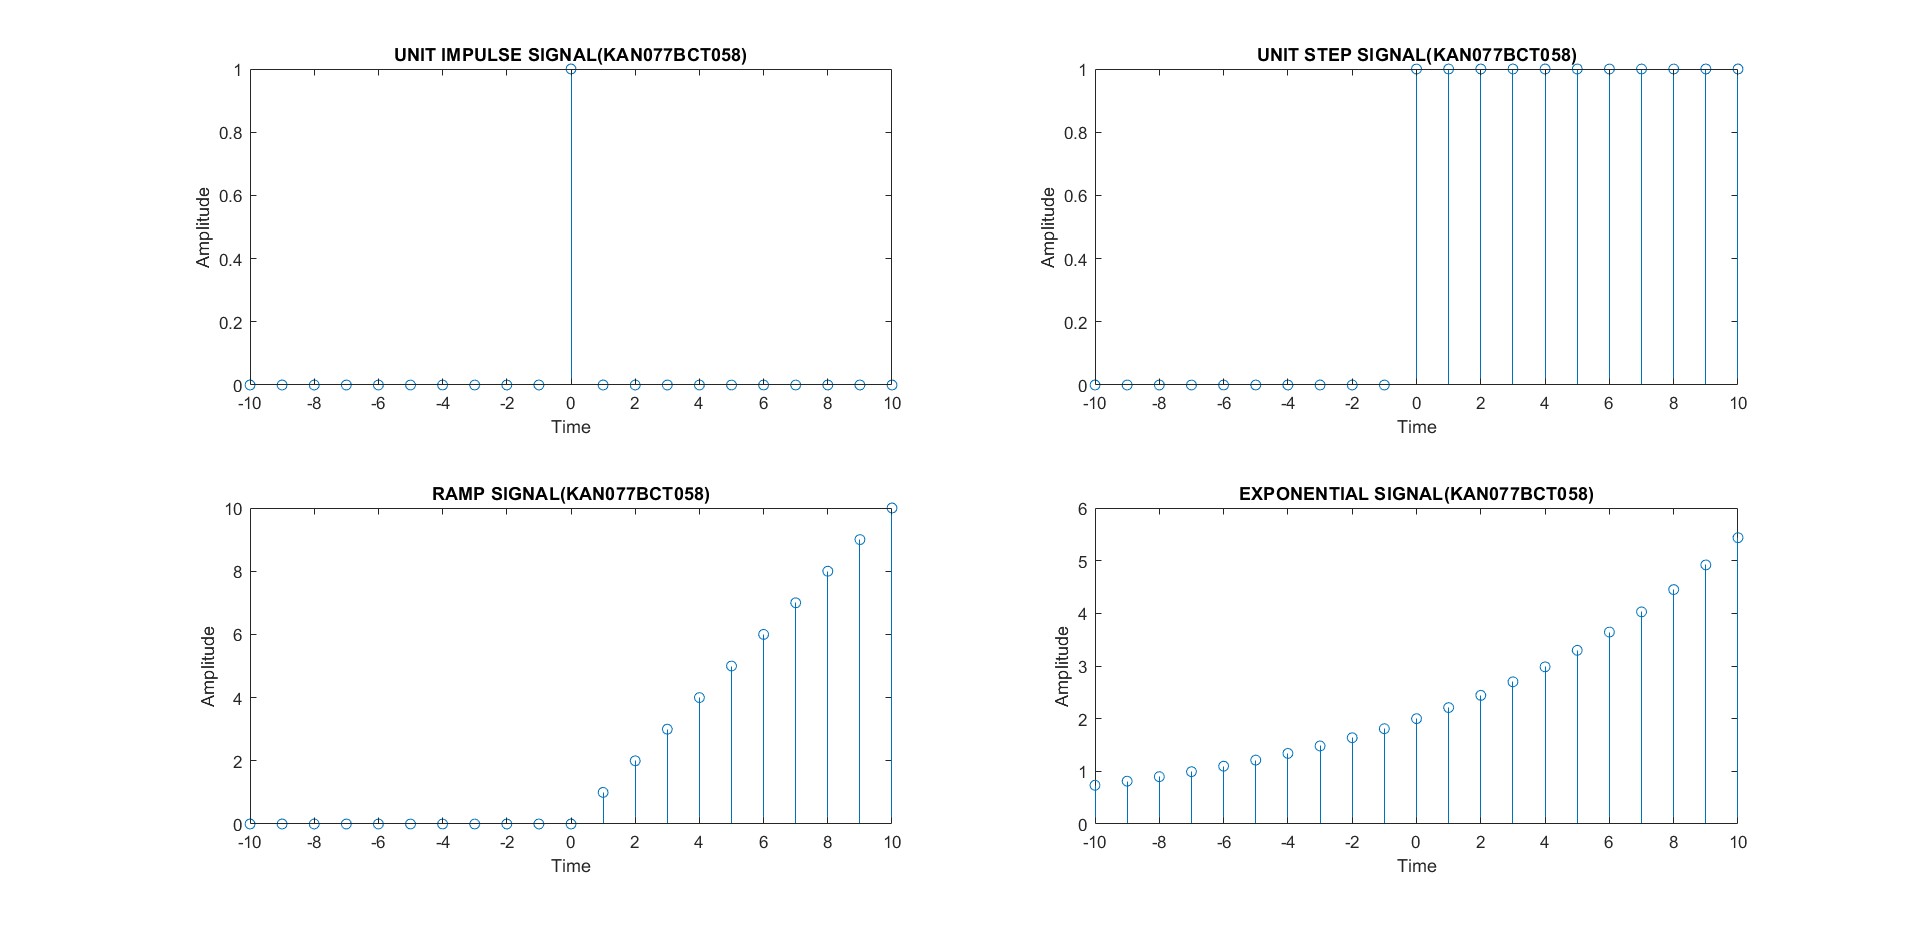 UNIT IMPULSE SIGNAL(KAN077BCT058)
1
0.8
0.6
0.4
0.2
0
Amplitude
-10 -8 -6 -4 -2 0 2 4 6 8 10
Time
UNIT STEP SIGNAL(KAN077BCT058)
1
0.8
0.6
0.4
0.2
0
Amplitude
-10 -8 -6 -4 -2 0 2 4 6 8 10
Time
RAMP SIGNAL(KAN077BCT058)
10
8
6
4
2
0
Amplitude
-10 -8 -6 -4 -2 0 2 4 6 8 10
Time
EXPONENTIAL SIGNAL(KAN077BCT058)
6
5
4
3
2
1
0
Amplitude
-10 -8 -6 -4 -2 0 2 4 6 8 10
Time